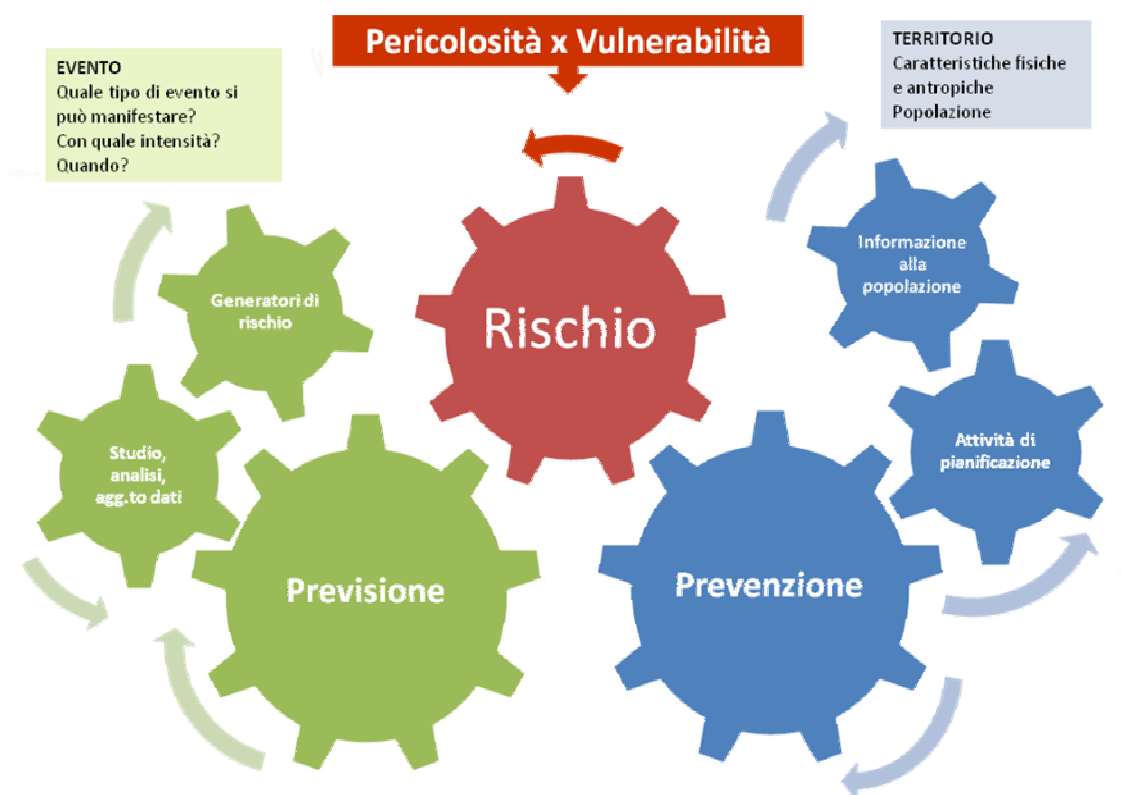 Pericolosità x Vulnerabilità
EVENTO
Quale tipo di evento si
può manifestare?
Con quale intensità?
Quando?
TERRITORIO
Caratteristiche fisiche
e antropiche
Popolazione
Generatori di
rischio
Rischio
Informazione
alla
popolazione
Studio,
analisi,
agg.to dati
Attività di
pianificazione
Previsione
Prevenzione